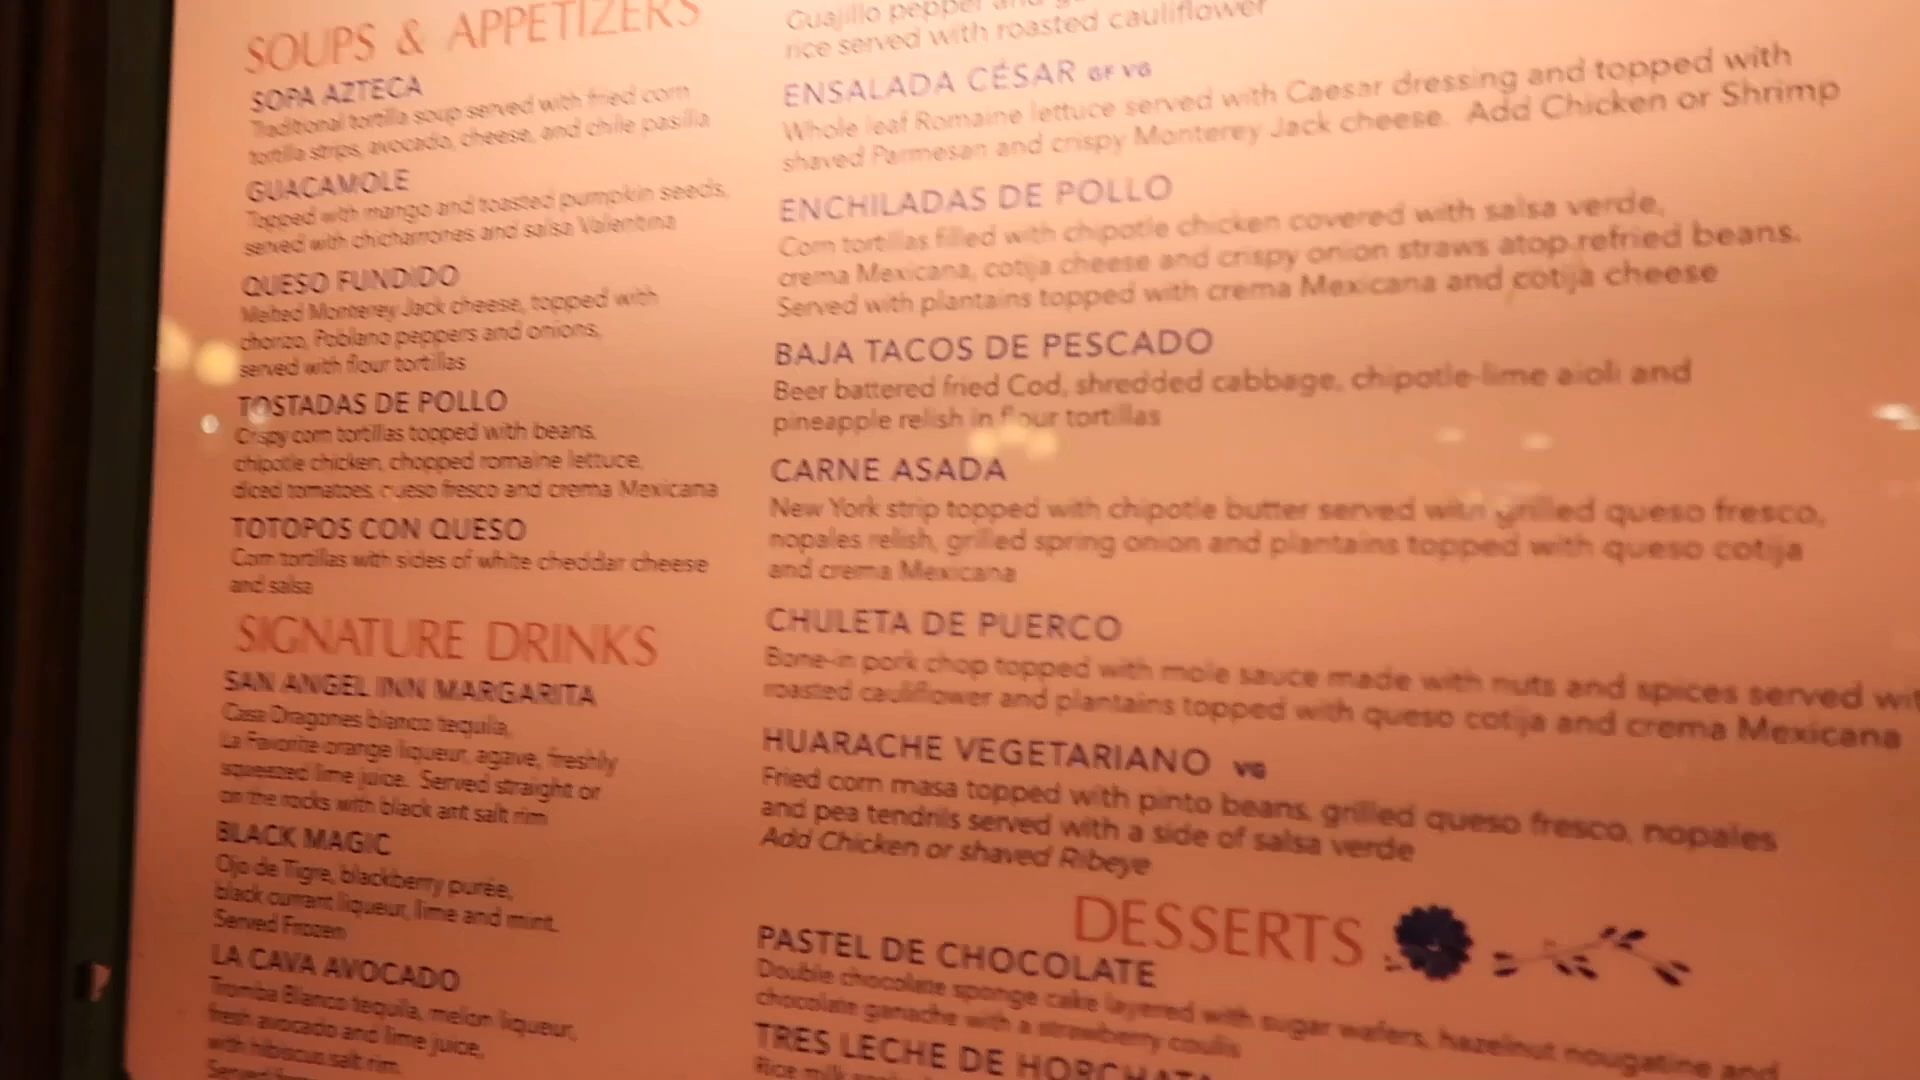 SOUPS & APPETIZERS
SOPA AZTECA
Traditional tortilla soup served with fried corn
tortilla strips, avocado, cheese, and chile pasilla
GUACAMOLE
Topped with mango and toasted pumpkin seeds,
served with chicharrones and salsa Valentina
QUESO FUNDIDO
Melted Monterey Jack cheese, topped with
chorizo, Poblano peppers and onions,
served with flour tortillas
TOSTADAS DE POLLO
Crispy corn tortillas topped with beans,
chipotle chicken, chopped romaine lettuce,
diced tomatoes, queso fresco and crema Mexicana
TOTOPOS CON QUESO
Corn tortillas with sides of white cheddar cheese
and salsa
SIGNATURE DRINKS
SAN ANGEL INN MARGARITA
Casa Dragones blanco tequila,
La Favorite orange liqueur, agave, freshly
squeezed lime juice. Served straight or
on the rocks with black ant salt rim
BLACK MAGIC
Ojo de Tigre, blackberry purée,
black currant liqueur, lime and mint.
Served Frozen
LA CAVA AVOCADO
Tromba Blanco tequila, melon liqueur,
fresh avocado and lime juice,
with hibiscus salt rim.
Served
Guajillo pepper and
rice served with roasted cauliflower
ENSALADA CÉSAR GF VG
Whole leaf Romaine lettuce served with Caesar dressing and topped with
shaved Parmesan and crispy Monterey Jack cheese. Add Chicken or Shrimp
ENCHILADAS DE POLLO
Corn tortillas filled with chipotle chicken covered with salsa verde,
crema Mexicana, cotija cheese and crispy onion straws atop refried beans.
Served with plantains topped with crema Mexicana and cotija cheese
BAJA TACOS DE PESCADO
Beer battered fried Cod, shredded cabbage, chipotle-lime aioli and
pineapple relish in flour tortillas
CARNE ASADA
New York strip topped with chipotle butter served with grilled queso fresco,
nopales relish, grilled spring onion and plantains topped with queso cotija
and crema Mexicana
CHULETA DE PUERCO
Bone-in pork chop topped with mole sauce made with nuts and spices served wit
roasted cauliflower and plantains topped with queso cotija and crema Mexicana
HUARACHE VEGETARIANO VG
Fried corn masa topped with pinto beans, grilled queso fresco, nopales
and pea tendrils served with a side of salsa verde
Add Chicken or shaved Ribeye
DESSERTS
PASTEL DE CHOCOLATE
Double chocolate sponge cake layered with sugar wafers, hazelnut nougatine and
chocolate ganache with a strawberry coulis
TRES LECHE DE HORCHATA
Rice milk